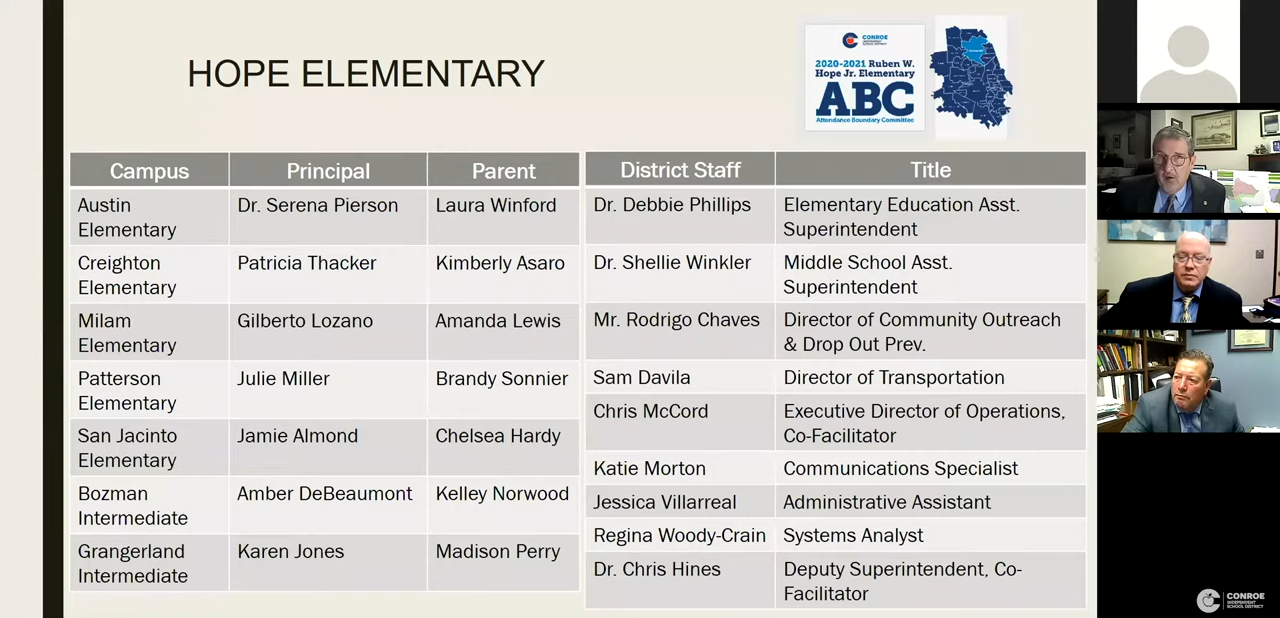 HOPE ELEMENTARY
CONROE
INDEPENDENT
SCHOOL DISTRICT
2020-2021 Ruben W.
Hope Jr. Elementary
ABC
Attendance Boundary Committee
Campus Principal Parent
Austin Dr. Serena Pierson Laura Winford
Elementary
Creighton Patricia Thacker Kimberly Asaro
Elementary
Milam Gilberto Lozano Amanda Lewis
Elementary
Patterson Julie Miller Brandy Sonnier
Elementary
San Jacinto Jamie Almond Chelsea Hardy
Elementary
Bozman Amber DeBeaumont Kelley Norwood
Intermediate
Grangerland Karen Jones Madison Perry
Intermediate
District Staff Title
Dr. Debbie Phillips Elementary Education Asst.
Superintendent
Dr. Shellie Winkler Middle School Asst.
Superintendent
Mr. Rodrigo Chaves Director of Community Outreach
& Drop Out Prev.
Sam Davila Director of Transportation
Chris McCord Executive Director of Operations,
Co-Facilitator
Katie Morton Communications Specialist
Jessica Villarreal Administrative Assistant
Regina Woody-Crain Systems Analyst
Dr. Chris Hines Deputy Superintendent, Co-
Facilitator
CONROE
INDEPENDENT
SCHOOL DISTRICT